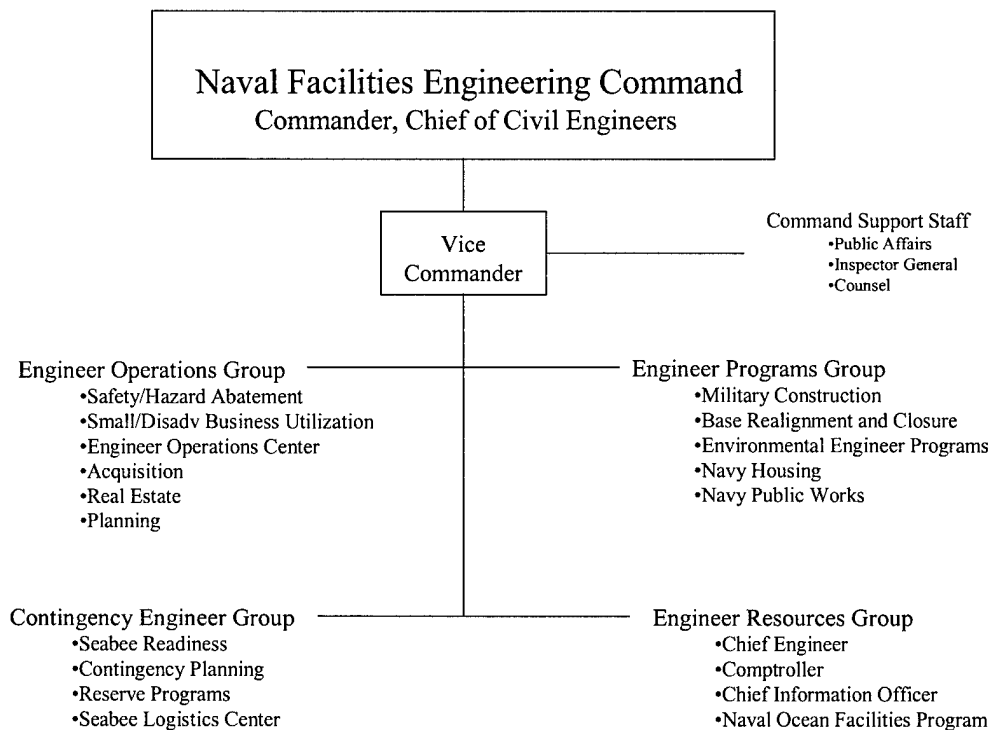 Naval Facilities Engineering Command
Commander, Chief of Civil Engineers
Vice
Commander
Command Support Staff
•Public Affairs
•Inspector General
•Counsel
Engineer Operations Group
•Safety/Hazard Abatement
•Small/Disadv Business Utilization
•Engineer Operations Center
•Acquisition
•Real Estate
•Planning
Engineer Programs Group
•Military Construction
•Base Realignment and Closure
•Environmental Engineer Programs
•Navy Housing
•Navy Public Works
Contingency Engineer Group
•Seabee Readiness
•Contingency Planning
•Reserve Programs
•Seabee Logistics Center
Engineer Resources Group
•Chief Engineer
•Comptroller
•Chief Information Officer
•Naval Ocean Facilities Program